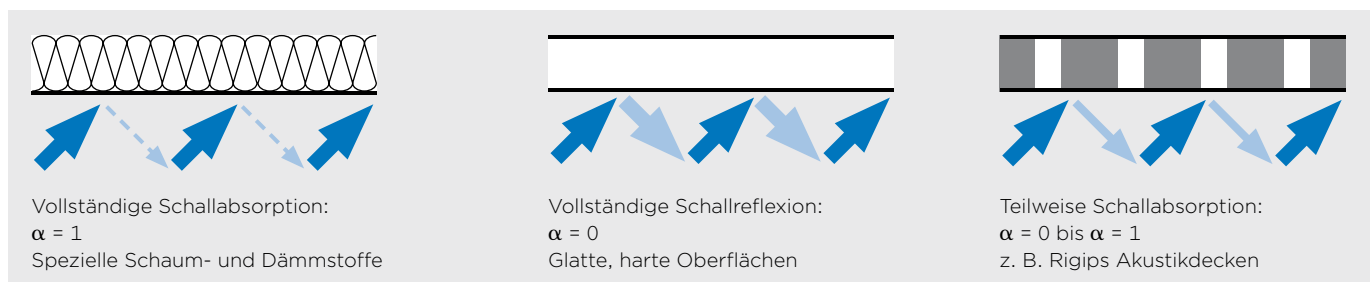 Vollständige Schallabsorption:
α = 1
Spezielle Schaum- und Dämmstoffe
Vollständige Schallreflexion:
α = 0
Glatte, harte Oberflächen
Teilweise Schallabsorption:
α = 0 bis α = 1
z. B. Rigips Akustikdecken